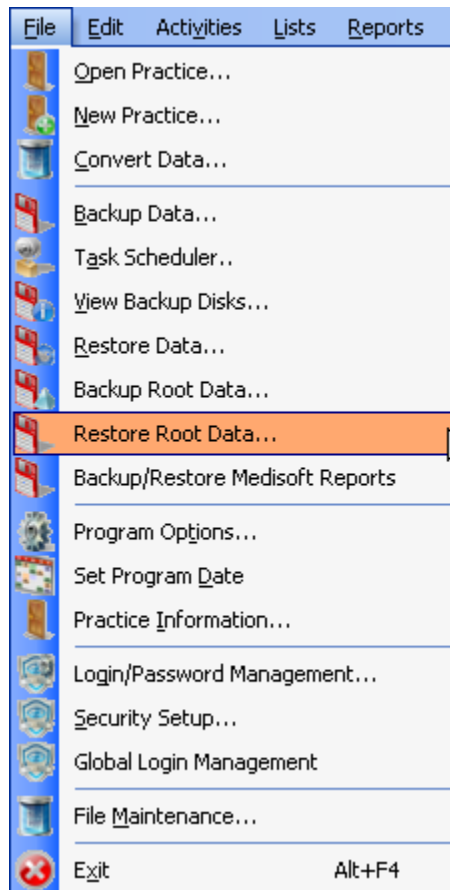 File Edit Activities Lists Reports
Open Practice...
New Practice...
Convert Data...
Backup Data...
Task Scheduler..
View Backup Disks...
Restore Data...
Backup Root Data...
Restore Root Data...
Backup/Restore Medisoft Reports
Program Options...
Set Program Date
Practice Information...
Login/Password Management...
Security Setup...
Global Login Management
File Maintenance...
Exit Alt+F4